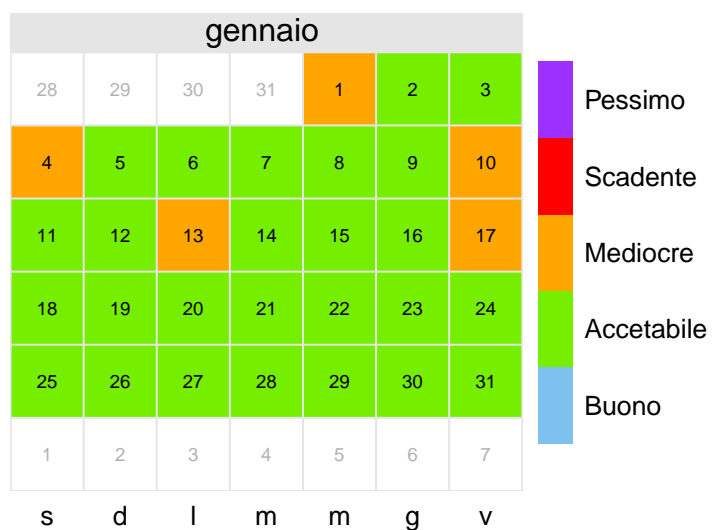 gennaio
28 29 30 31 1 2 3
4 5 6 7 8 9 10
11 12 13 14 15 16 17
18 19 20 21 22 23 24
25 26 27 28 29 30 31
1 2 3 4 5 6 7
s d l m m g v
Pessimo
Scadente
Mediocre
Accetabile
Buono